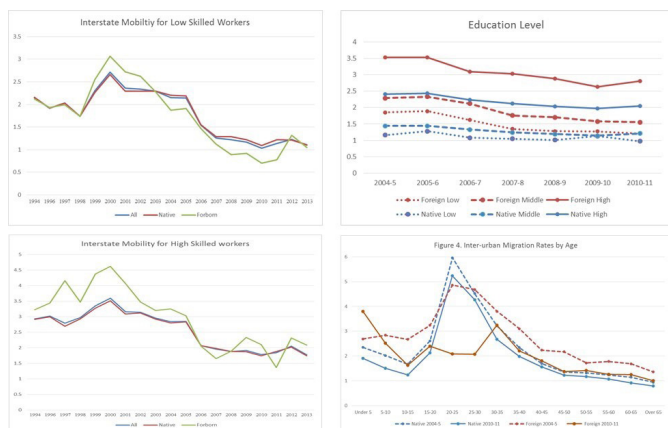 Interstate Mobiltiy for Low Skilled Workers
3.5
3
2.5
2
1.5
1
0.5
0
1994 1996 1997 1998 1999 2000 2001 2002 2003 2004 2005 2006 2007 2008 2009 2010 2011 2012 2013
All Native Forborn
Education Level
4
3.5
3
2.5
2
1.5
1
0.5
0
2004-5 2005-6 2006-7 2007-8 2008-9 2009-10 2010-11
Foreign Low Foreign Middle Foreign High
Native Low Native Middle Native High
Interstate Mobility for High Skilled workers
5
4.5
4
3.5
3
2.5
2
1.5
1
0.5
0
1994 1996 1997 1998 1999 2000 2001 2002 2003 2004 2005 2006 2007 2008 2009 2010 2011 2012 2013
All Native Forborn
Figure 4. Inter-urban Migration Rates by Age
6
5
4
3
2
1
0
Under 5 5-10 10-15 15-20 20-25 25-30 30-35 35-40 40-45 45-50 50-55 55-60 60-65 Over 65
Native 2004-5 Native 2010-11 Foreign 2004-5 Foreign 2010-11